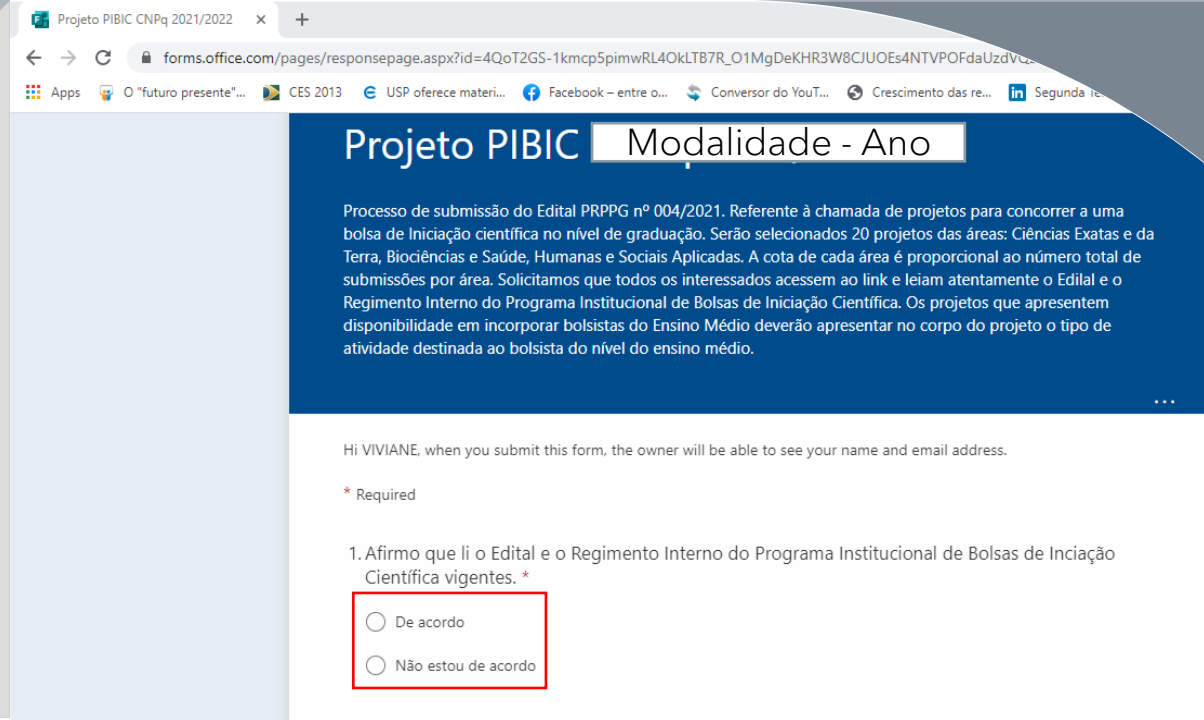 Projeto PIBIC CNPq 2021/2022
forms.office.com/pages/responsepage.aspx?id=4QoT2GS-1kmcp5pimwRL4OkLTB7R_O1MgDeKHR3W8CJUOEs4NTVPOFdaUzdV
Apps O "futuro presente"... CES 2013 USP oferece materi... Facebook – entre o... Conversor do YouT... Crescimento das re... Segunda
Projeto PIBIC Modalidade - Ano
Processo de submissão do Edital PRPPG nº 004/2021. Referente à chamada de projetos para concorrer a uma
bolsa de Iniciação científica no nível de graduação. Serão selecionados 20 projetos das áreas: Ciências Exatas e da
Terra, Biociências e Saúde, Humanas e Sociais Aplicadas. A cota de cada área é proporcional ao número total de
submissões por área. Solicitamos que todos os interessados acessem ao link e leiam atentamente o Edilal e o
Regimento Interno do Programa Institucional de Bolsas de Iniciação Científica. Os projetos que apresentem
disponibilidade em incorporar bolsistas do Ensino Médio deverão apresentar no corpo do projeto o tipo de
atividade destinada ao bolsista do nível do ensino médio.
...
Hi VIVIANE, when you submit this form, the owner will be able to see your name and email address.
* Required
1. Afirmo que li o Edital e o Regimento Interno do Programa Institucional de Bolsas de Inciação
Científica vigentes. *
De acordo
Não estou de acordo